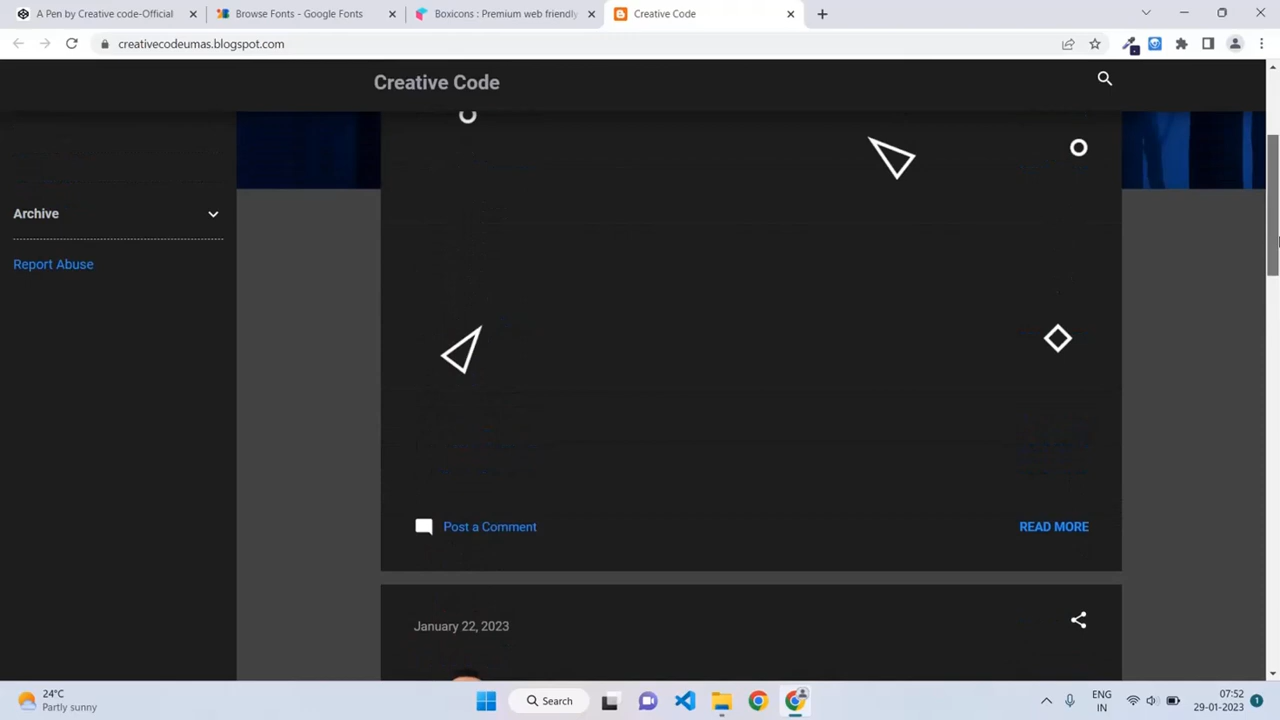 A Pen by Creative code-Official
Browse Fonts - Google Fonts
Boxicons : Premium web friendly
Creative Code
creativecodeumas.blogspot.com
Creative Code
Archive
Report Abuse
Post a Comment
READ MORE
January 22, 2023
24°C
Partly sunny
Search
ENG
IN
07:52
29-01-2023
1